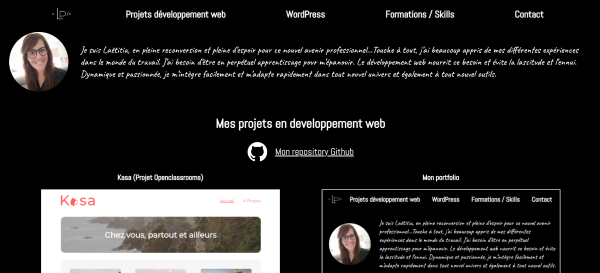 <LP/>
Projets développement web WordPress Formations / Skills Contact
Je suis Laëtitia, en pleine reconversion et pleine d'espoir pour ce nouvel avenir professionnel...Touche à tout, j'ai beaucoup appris de mes différentes expériences
dans le monde du travail. J'ai besoin d'être en perpétuel apprentissage pour m'épanouir. Le développement web nourrit ce besoin et évite la lassitude et l'ennui.
Dynamique et passionnée, je m'intègre facilement et m'adapte rapidement dans tout nouvel univers et également à tout nouvel outils.
Mes projets en developpement web
Mon repository Github
Kasa (Projet Openclassrooms)
Mon portfolio
Kasa
Accueil A Propos
Chez vous, partout et ailleurs
<LP/>
Projets développement web WordPress Formations / Skills Contact
Je suis Laëtitia, en pleine reconversion et pleine d'espoir pour ce nouvel avenir
professionnel...Touche à tout, j'ai beaucoup appris de mes différentes
expériences dans le monde du travail. J'ai besoin d'être en perpétuel
apprentissage pour m'épanouir. Le développement web nourrit ce besoin et évite
la lassitude et l'ennui. Dynamique et passionnée, je m'intègre facilement et
m'adapte rapidement dans tout nouvel univers et également à tout nouvel outils.